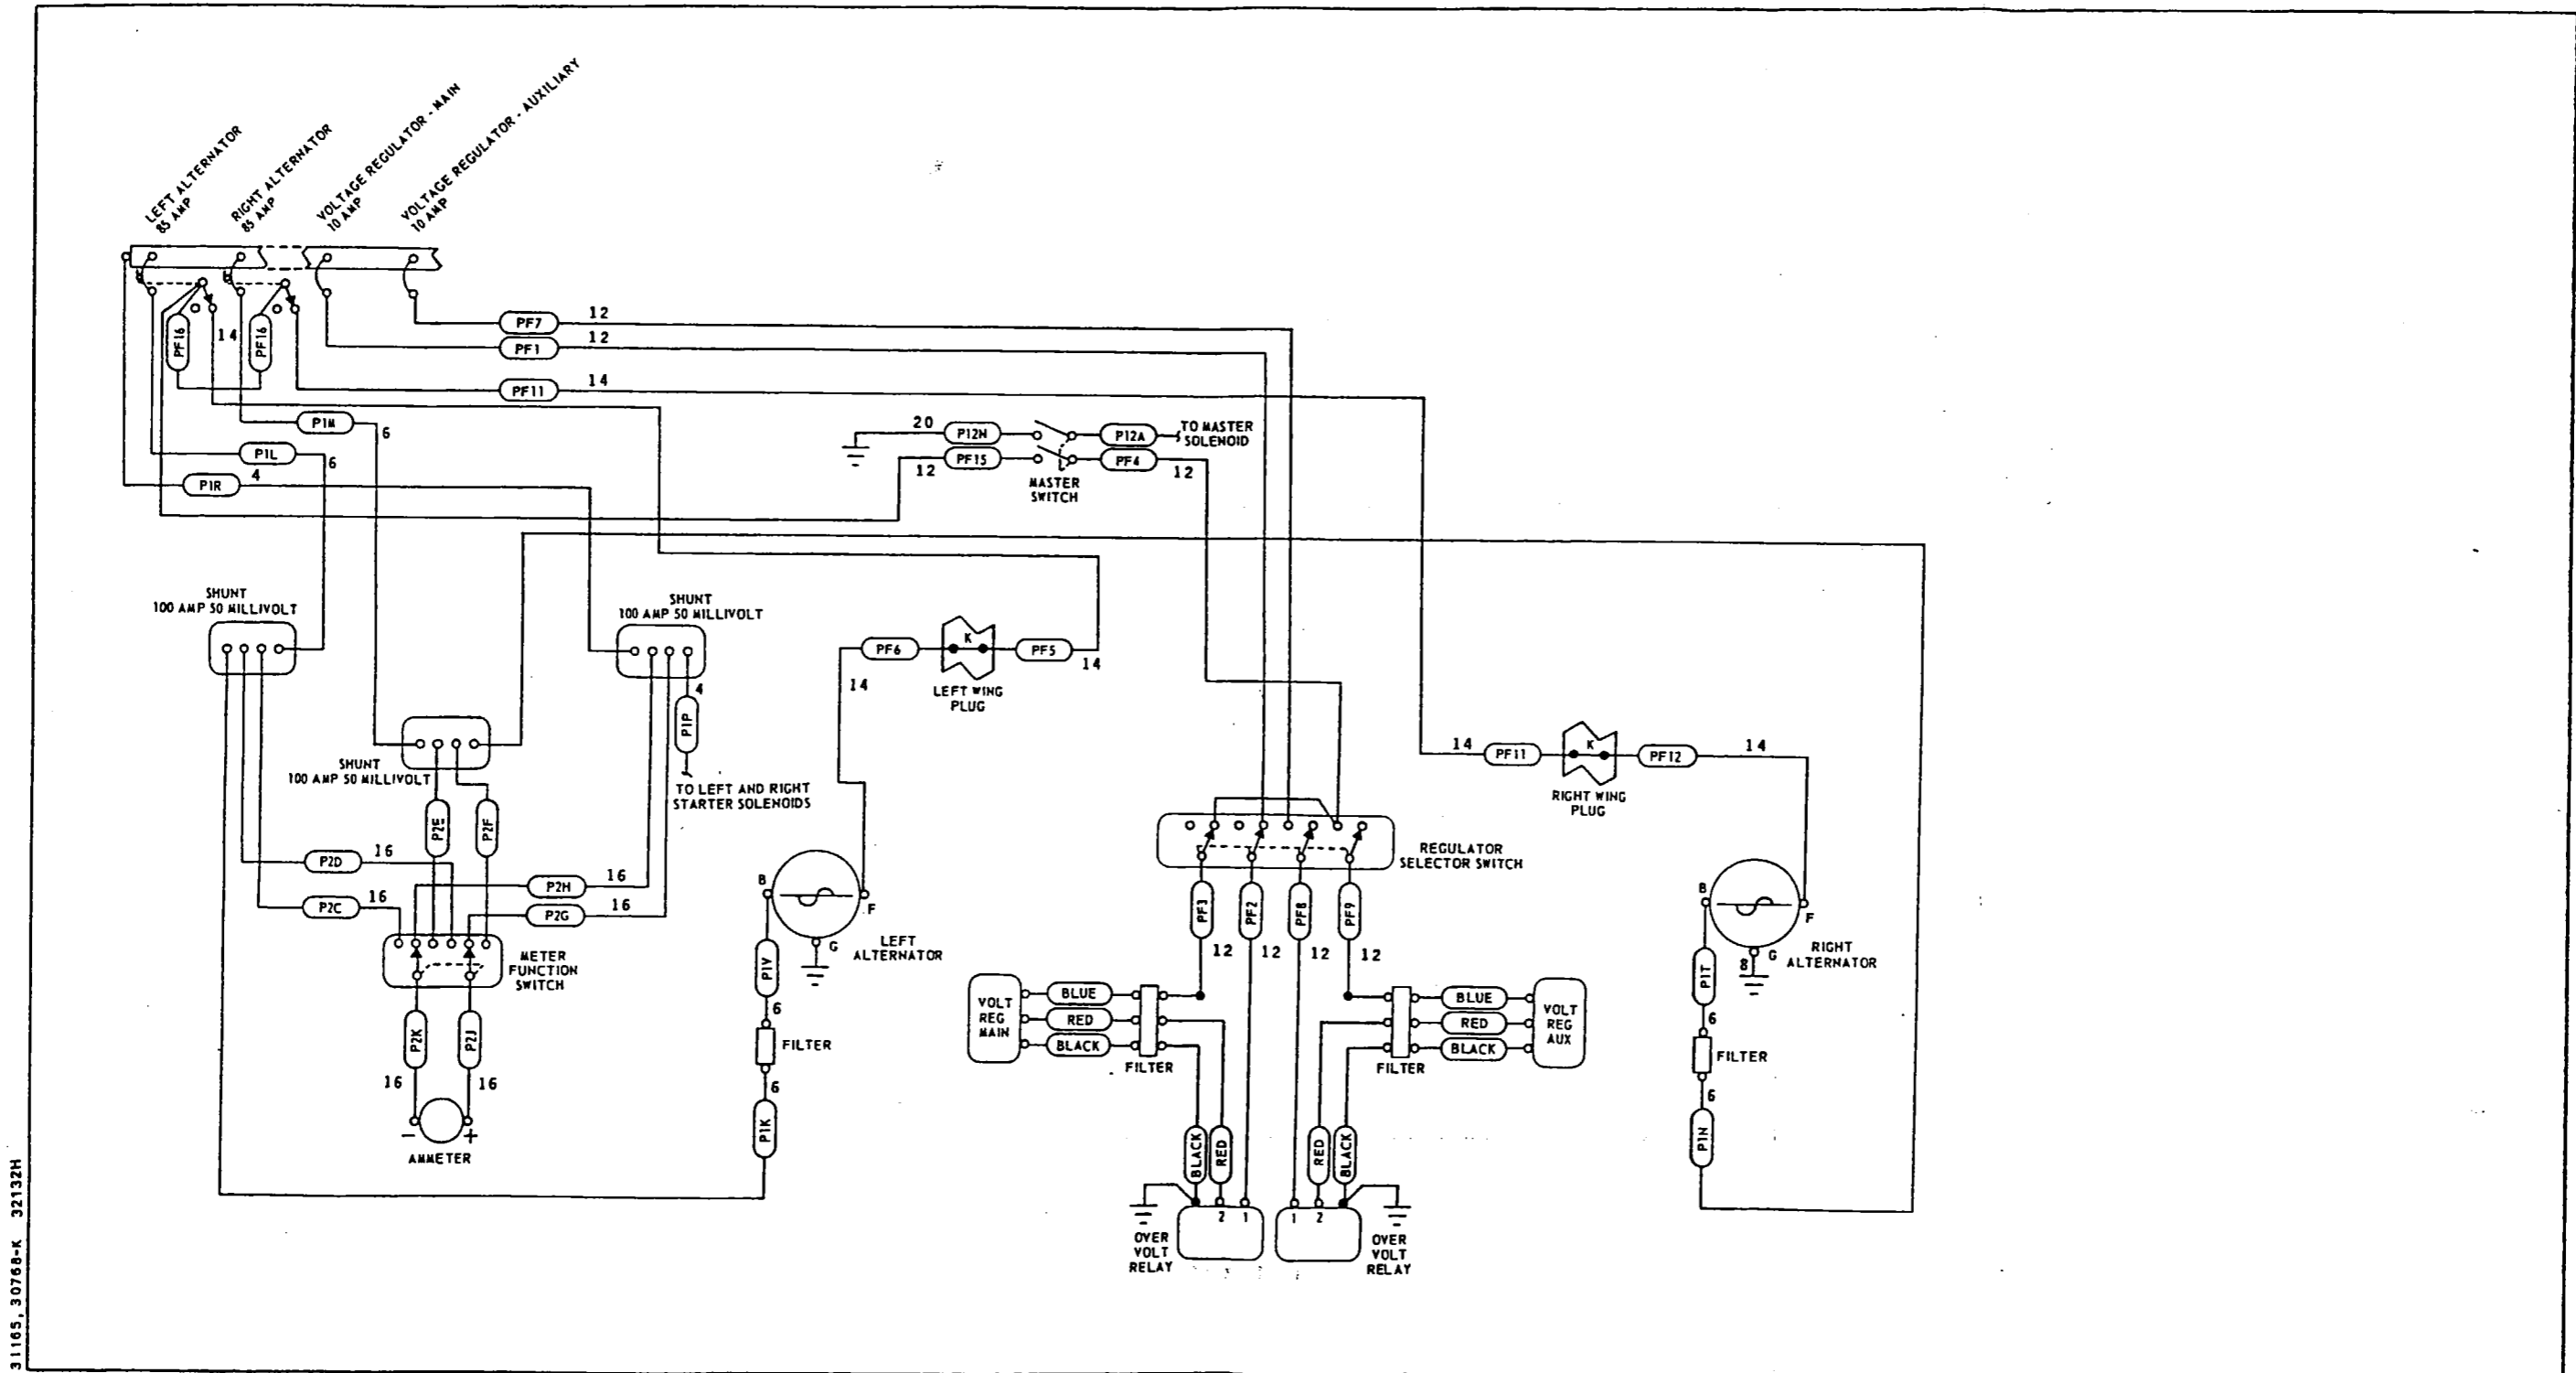 LEFT ALTERNATOR
85 AMP
RIGHT ALTERNATOR
85 AMP
VOLTAGE REGULATOR - MAIN
10 AMP
VOLTAGE REGULATOR - AUXILIARY
10 AMP
PF16
14
PF16
PF7
12
PF1
12
PF11
14
P1M
6
P1L
6
P1R
4
20
P12N
P12A
TO MASTER
SOLENOID
12
PF15
PF4
12
MASTER
SWITCH
SHUNT
100 AMP 50 MILLIVOLT
SHUNT
100 AMP 50 MILLIVOLT
4
P1P
TO LEFT AND RIGHT
STARTER SOLENOIDS
SHUNT
100 AMP 50 MILLIVOLT
PF6
K
PF5
14
14
LEFT WING
PLUG
14
PF11
K
PF12
14
RIGHT WING
PLUG
P2E
P2F
P2D
16
P2C
16
P2H
16
P2G
16
METER
FUNCTION
SWITCH
P2K
P2J
16
16
-
+
AMMETER
B
F
G
LEFT
ALTERNATOR
P1V
6
FILTER
6
P1K
REGULATOR
SELECTOR SWITCH
PF3
PF2
PF8
PF9
12
12
12
12
VOLT
REG
MAIN
BLUE
RED
BLACK
FILTER
FILTER
BLUE
RED
BLACK
VOLT
REG
AUX
BLACK
RED
RED
BLACK
2
1
1
2
OVER
VOLT
RELAY
OVER
VOLT
RELAY
B
F
G
8
RIGHT
ALTERNATOR
P1T
6
FILTER
6
P1N
31165, 30768-K 32132H